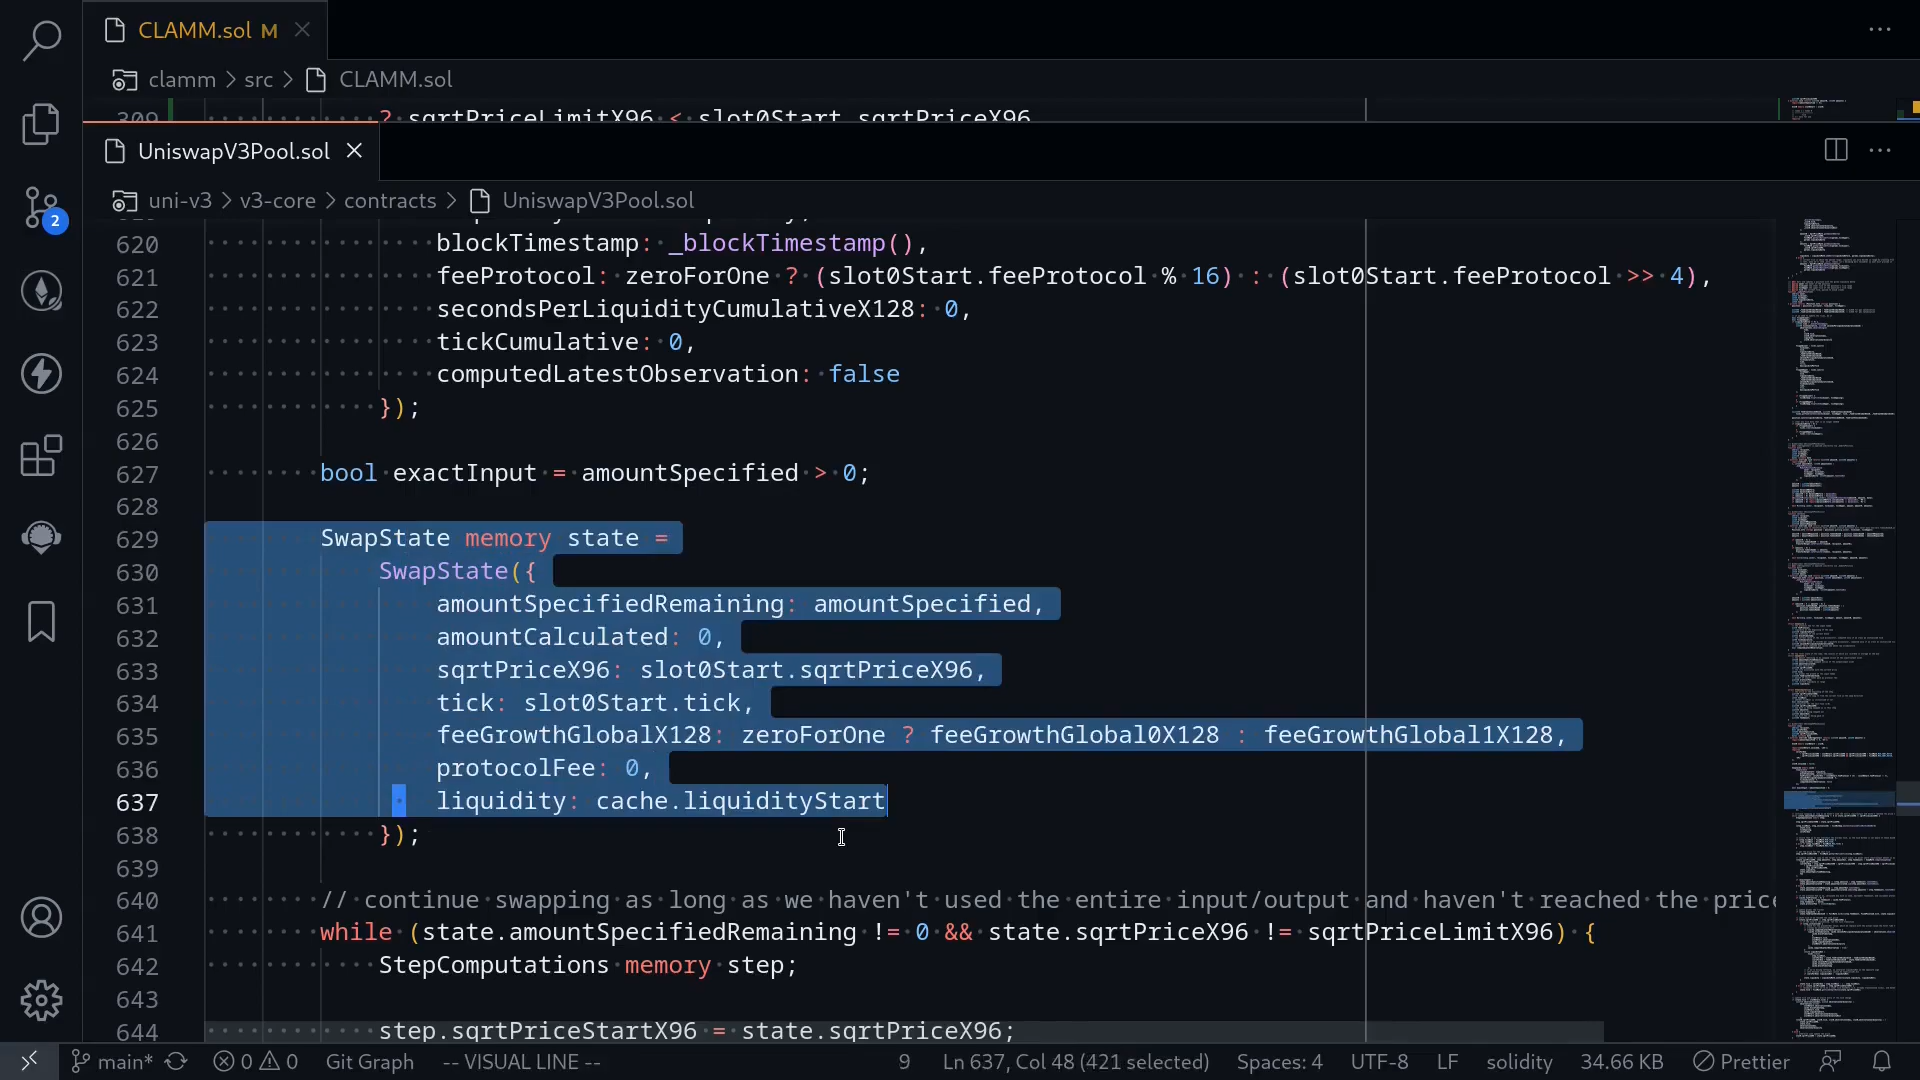 CLAMM.sol M
clamm > src > CLAMM.sol
309 ? sqrtPriceLimitX96 < slot0Start.sqrtPriceX96
UniswapV3Pool.sol
uni-v3 > v3-core > contracts > UniswapV3Pool.sol
620 blockTimestamp: _blockTimestamp(),
621 feeProtocol: zeroForOne ? (slot0Start.feeProtocol % 16) : (slot0Start.feeProtocol >> 4),
622 secondsPerLiquidityCumulativeX128: 0,
623 tickCumulative: 0,
624 computedLatestObservation: false
625 });
626
627 bool exactInput = amountSpecified > 0;
628
629 SwapState memory state =
630 SwapState({
631 amountSpecifiedRemaining: amountSpecified,
632 amountCalculated: 0,
633 sqrtPriceX96: slot0Start.sqrtPriceX96,
634 tick: slot0Start.tick,
635 feeGrowthGlobalX128: zeroForOne ? feeGrowthGlobal0X128 : feeGrowthGlobal1X128,
636 protocolFee: 0,
637 liquidity: cache.liquidityStart
638 });
639
640 // continue swapping as long as we haven't used the entire input/output and haven't reached the price
641 while (state.amountSpecifiedRemaining != 0 && state.sqrtPriceX96 != sqrtPriceLimitX96) {
642 StepComputations memory step;
643
644 step.sqrtPriceStartX96 = state.sqrtPriceX96;
2
main* 0 0 Git Graph -- VISUAL LINE -- 9 Ln 637, Col 48 (421 selected) Spaces: 4 UTF-8 LF solidity 34.66 KB Prettier